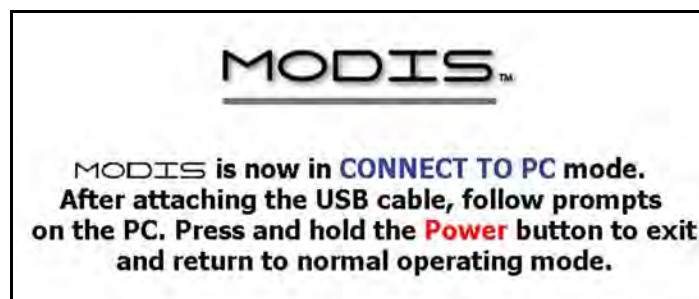 MODIS™
MODIS is now in CONNECT TO PC mode.
After attaching the USB cable, follow prompts
on the PC. Press and hold the Power button to exit
and return to normal operating mode.